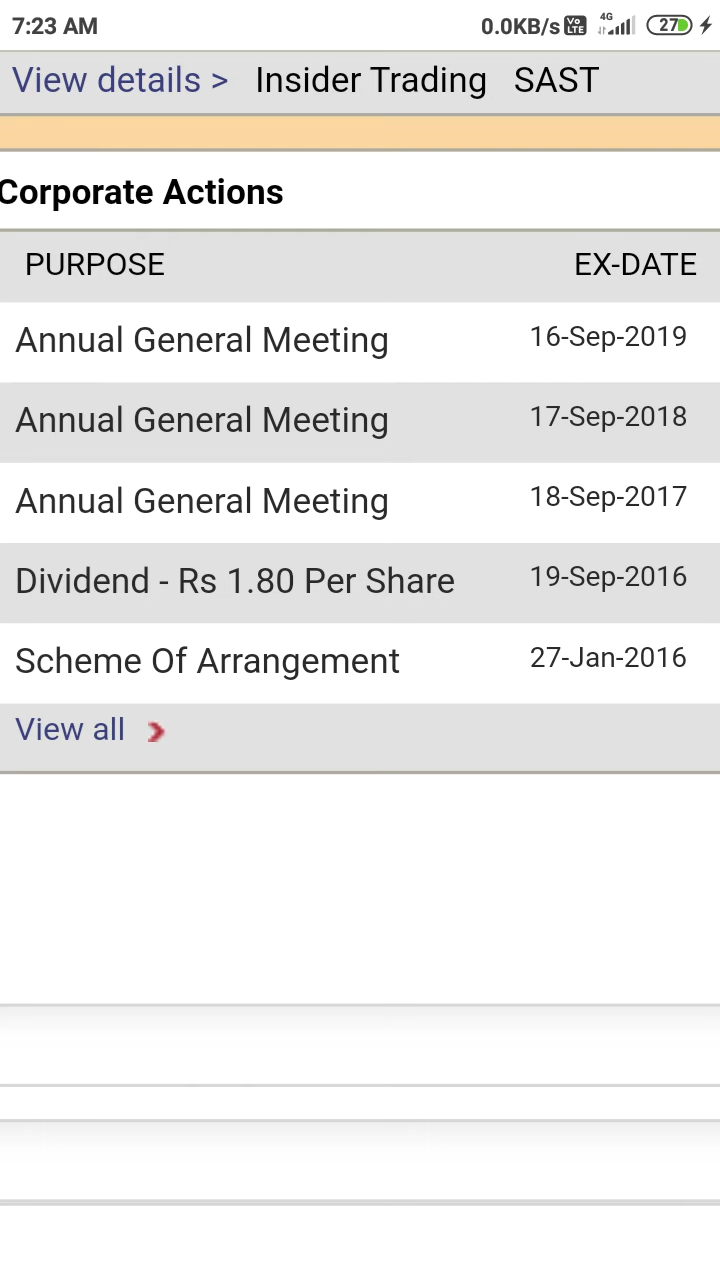 7:23 AM 0.0KB/s Vo LTE 4G 27
View details > Insider Trading SAST
Corporate Actions
PURPOSE EX-DATE
Annual General Meeting 16-Sep-2019
Annual General Meeting 17-Sep-2018
Annual General Meeting 18-Sep-2017
Dividend - Rs 1.80 Per Share 19-Sep-2016
Scheme Of Arrangement 27-Jan-2016
View all